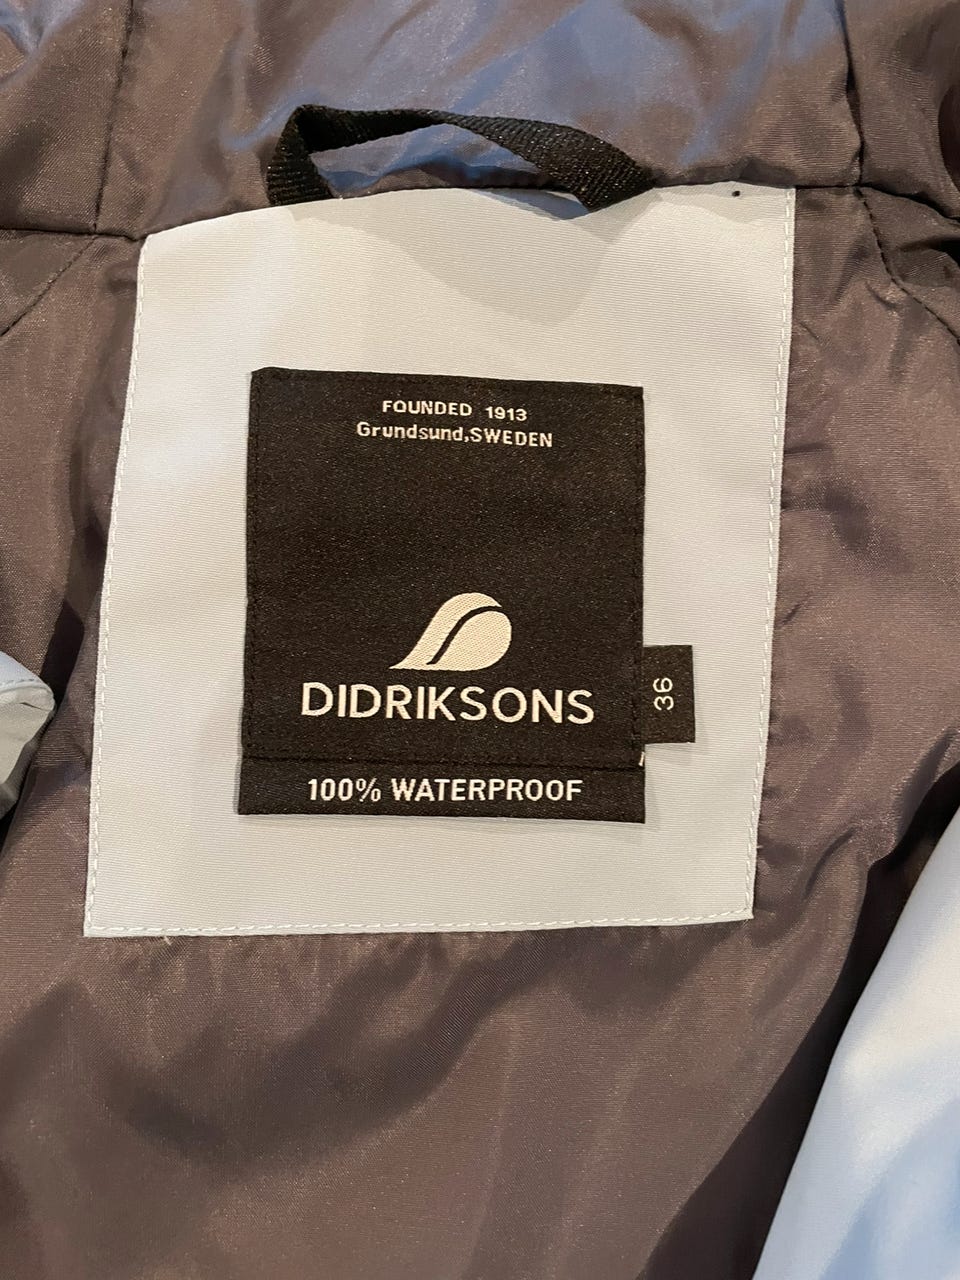 FOUNDED 1913
Grundsund,SWEDEN
DIDRIKSONS
36
100% WATERPROOF